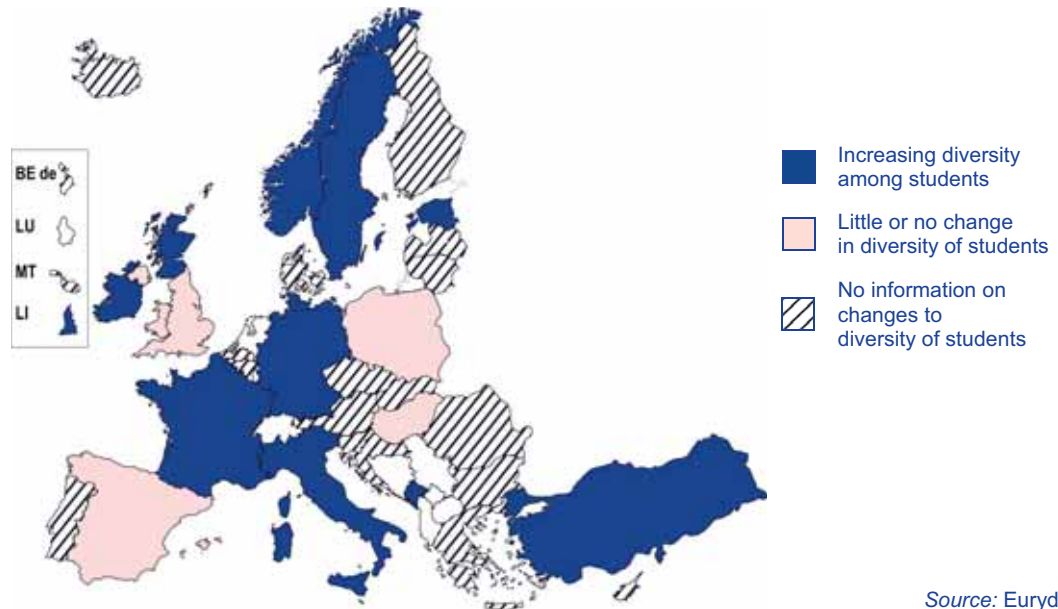 BE de
LU
MT
LI
Increasing diversity
among students
Little or no change
in diversity of students
No information on
changes to
diversity of students
Source: Euryd